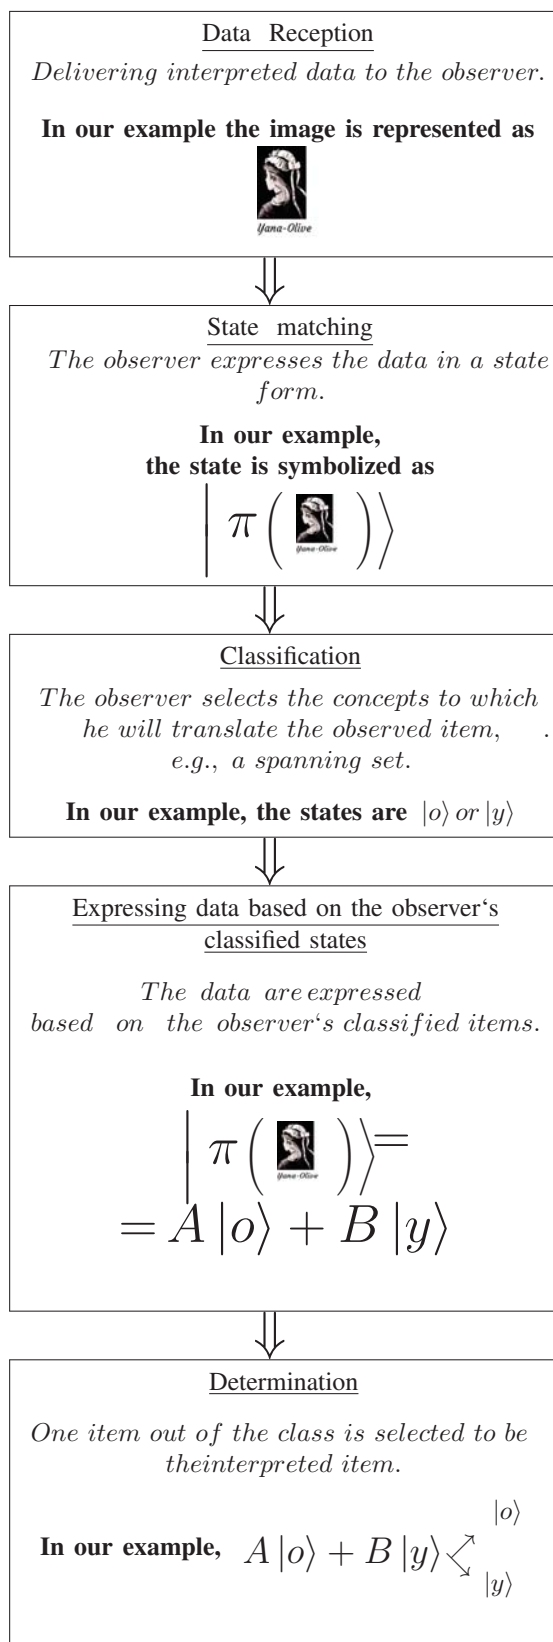 Data Reception
Delivering interpreted data to the observer.
In our example the image is represented as
Yana-Olive
State matching
The observer expresses the data in a state
form.
In our example,
the state is symbolized as
| π ( Yana-Olive ) ⟩
Classification
The observer selects the concepts to which
he will translate the observed item, .
e.g., a spanning set.
In our example, the states are |o⟩ or |y⟩
Expressing data based on the observer‘s
classified states
The data are expressed
based on the observer‘s classified items.
In our example,
| π ( Yana-Olive ) ⟩ =
= A |o⟩ + B |y⟩
Determination
One item out of the class is selected to be
theinterpreted item.
|o⟩
In our example, A |o⟩ + B |y⟩
|y⟩